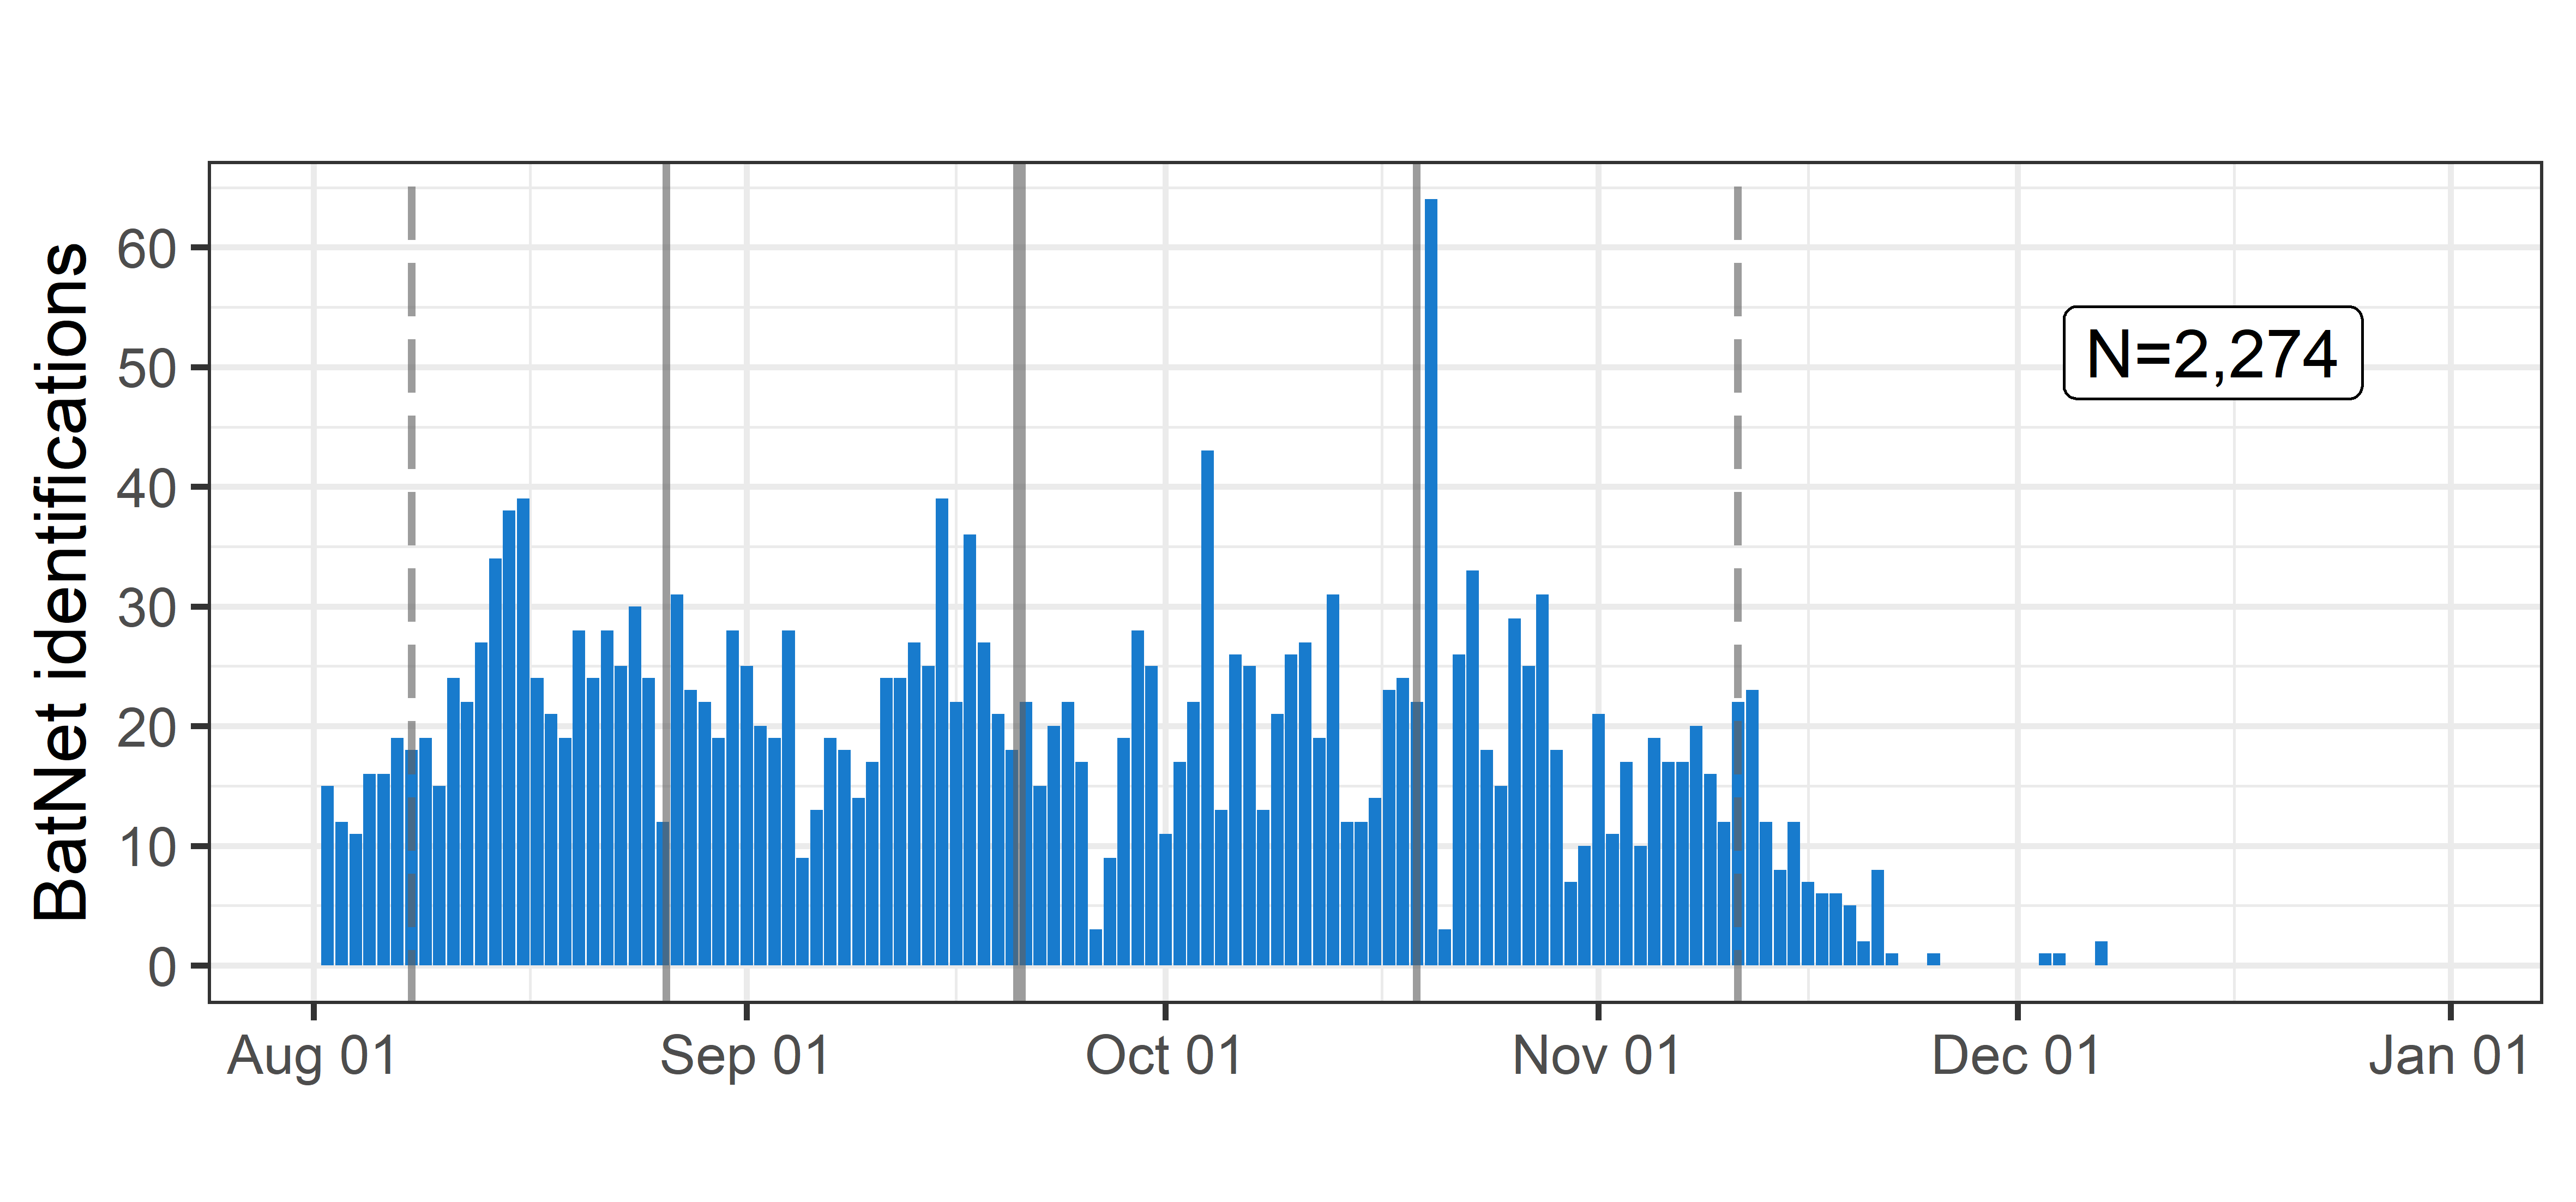 BatNet identifications
60
50
40
30
20
10
0
N=2,274
Aug 01
Sep 01
Oct 01
Nov 01
Dec 01
Jan 01